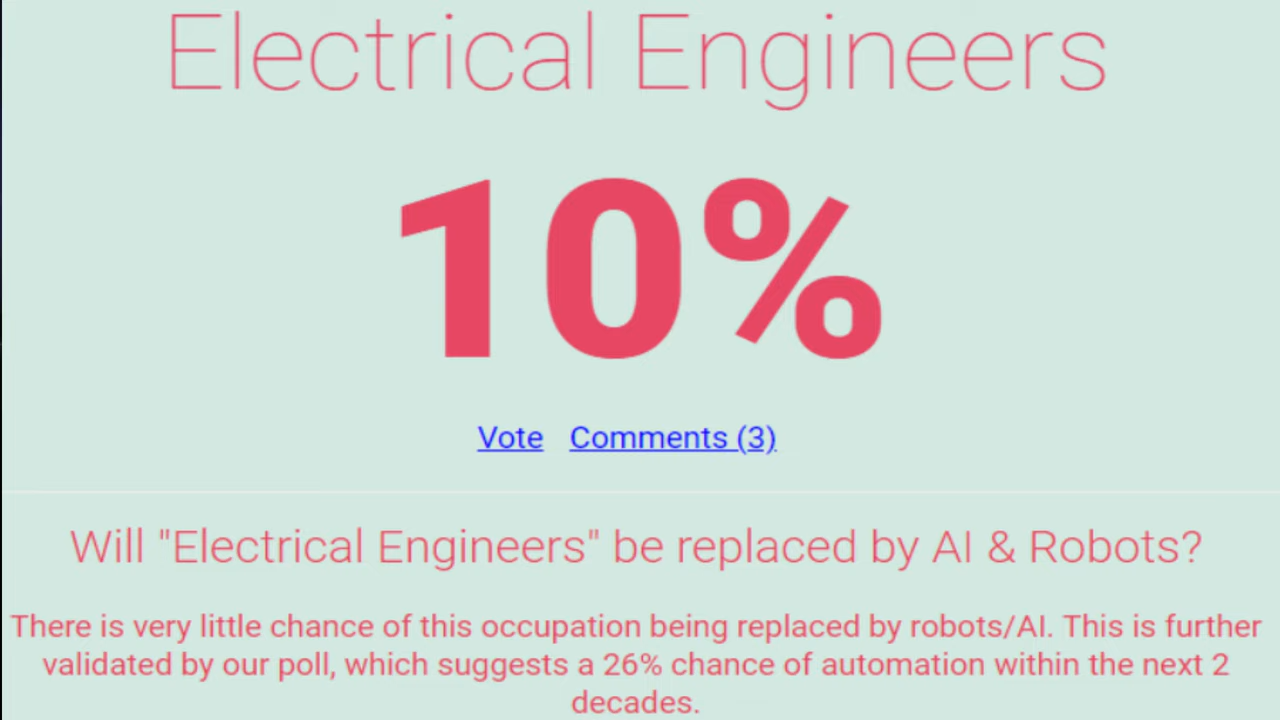 Electrical Engineers
10%
Vote Comments (3)
Will "Electrical Engineers" be replaced by AI & Robots?
There is very little chance of this occupation being replaced by robots/AI. This is further
validated by our poll, which suggests a 26% chance of automation within the next 2
decades.